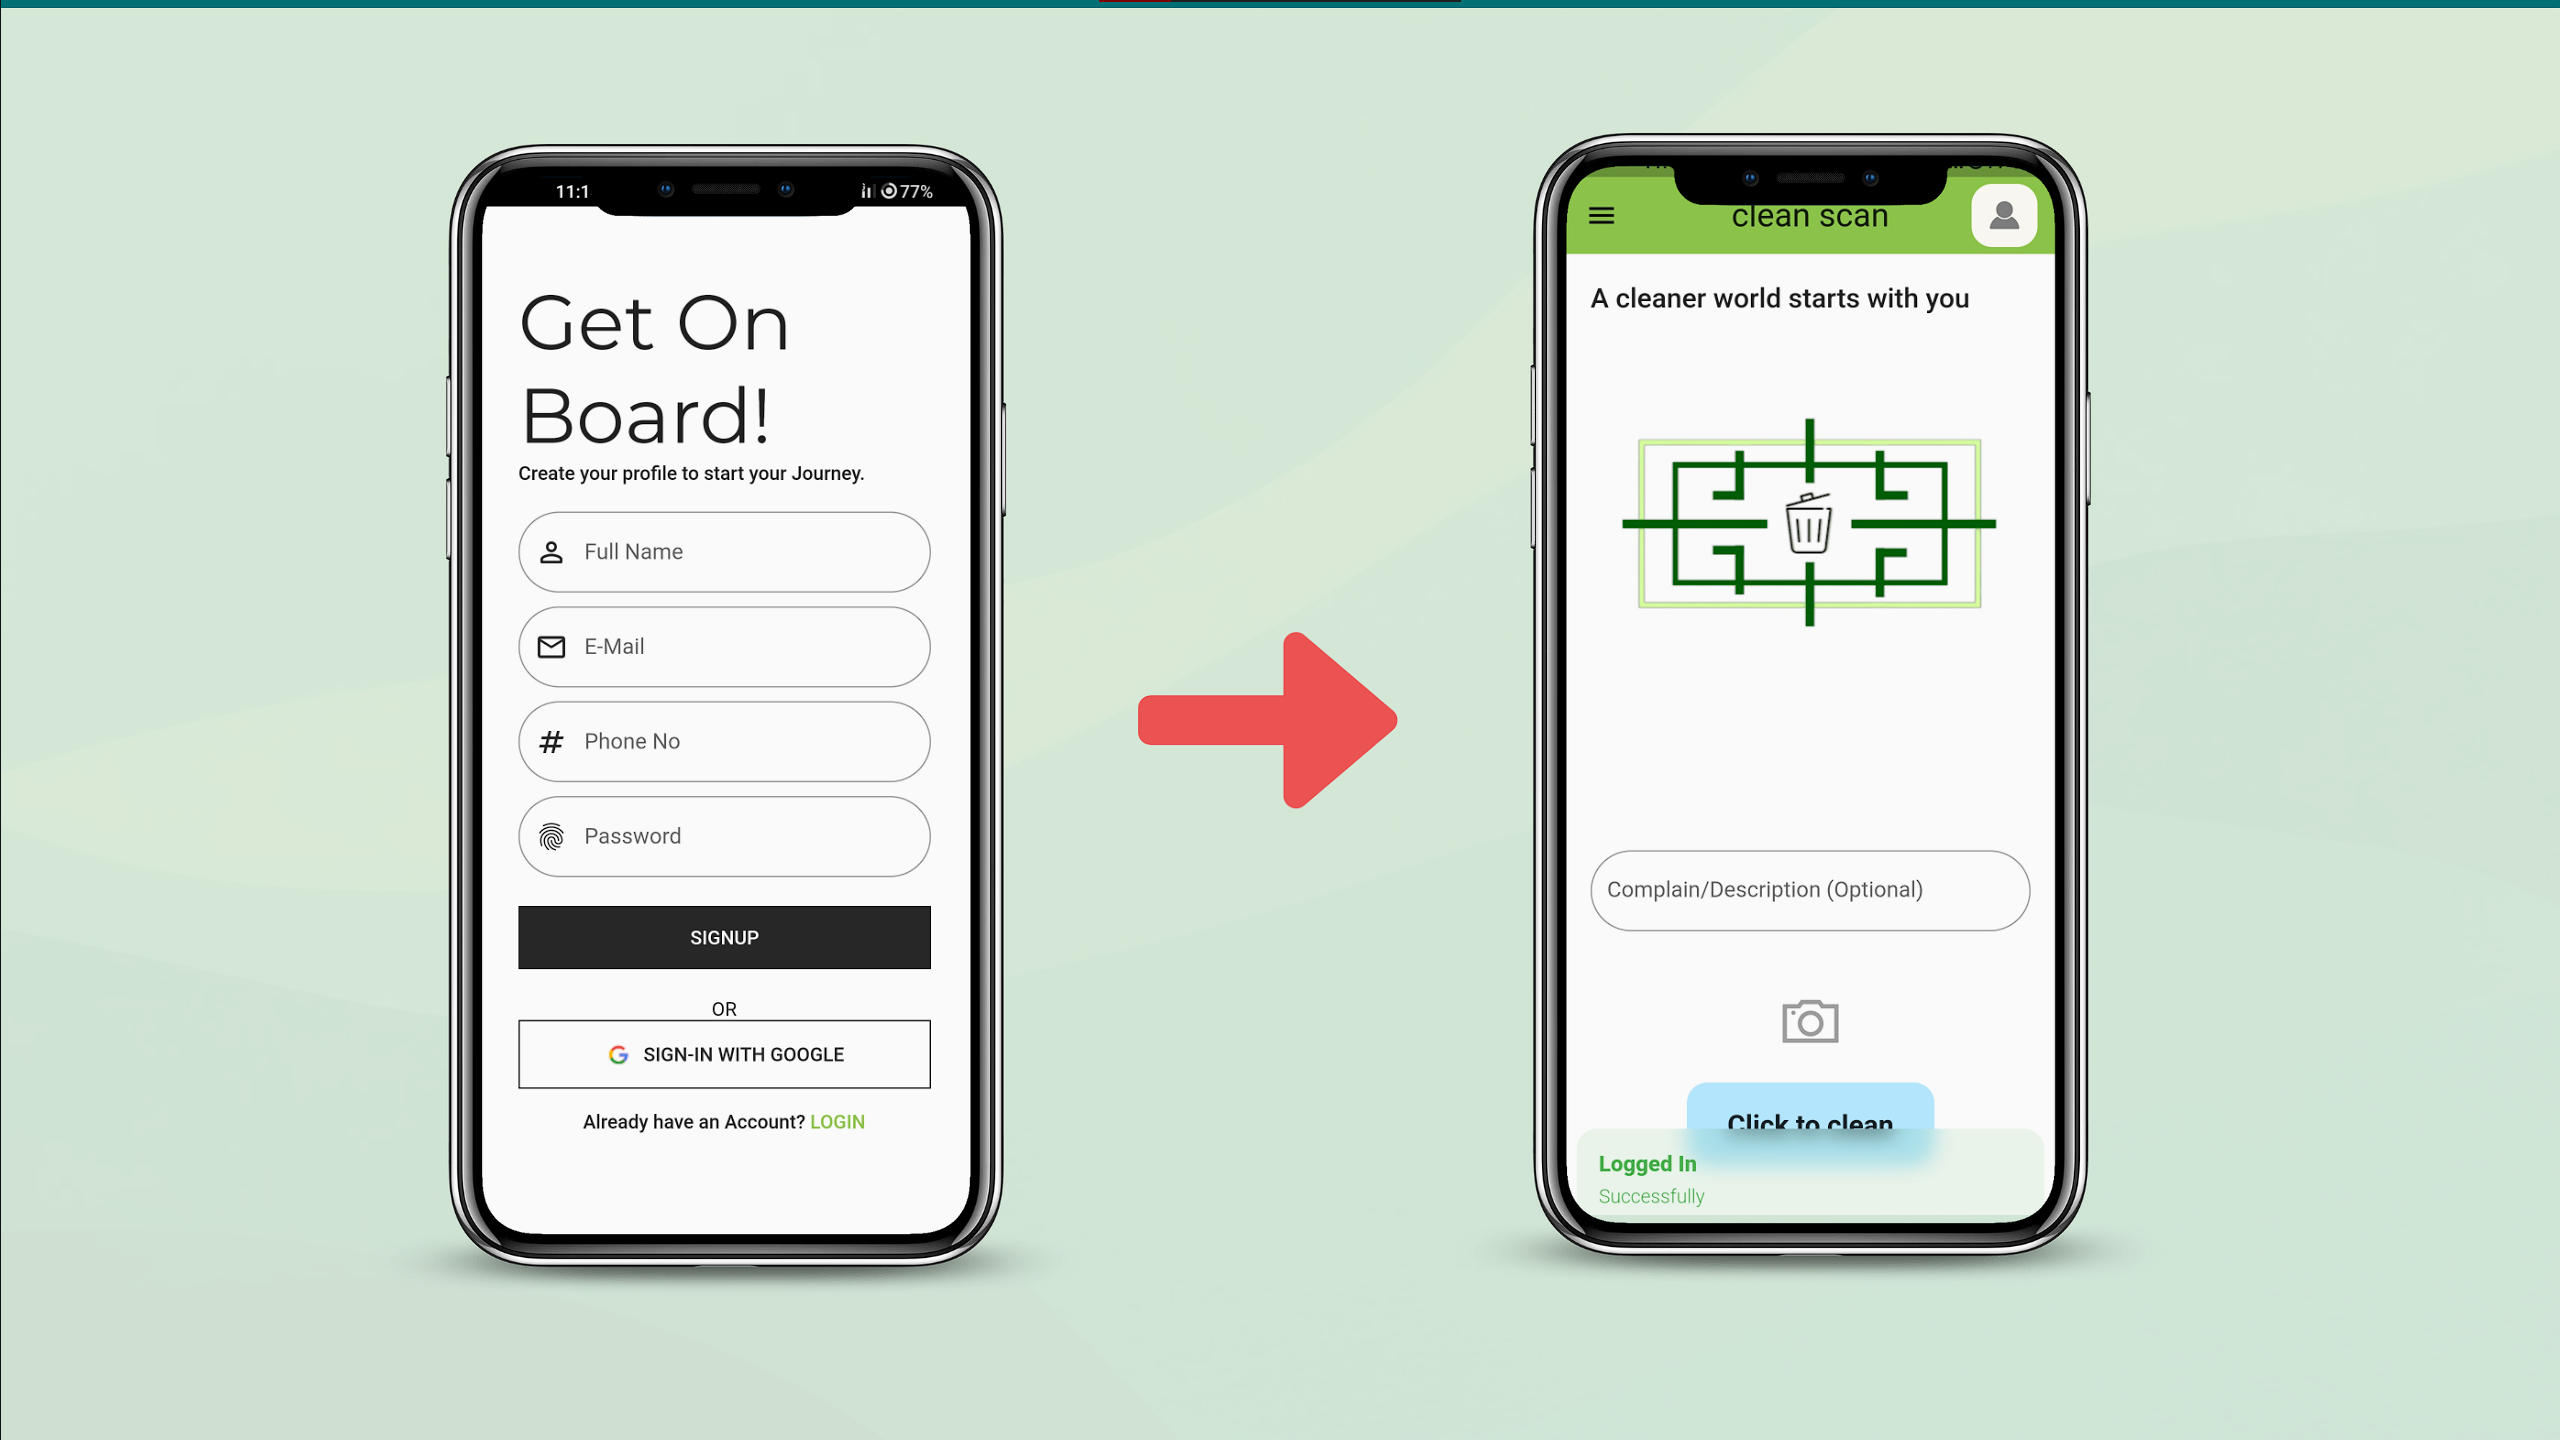 11:1
77%
Get On
Board!
Create your profile to start your Journey.
Full Name
E-Mail
# Phone No
Password
SIGNUP
OR
G SIGN-IN WITH GOOGLE
Already have an Account? LOGIN
clean scan
A cleaner world starts with you
Complain/Description (Optional)
Click to clean
Logged In
Successfully